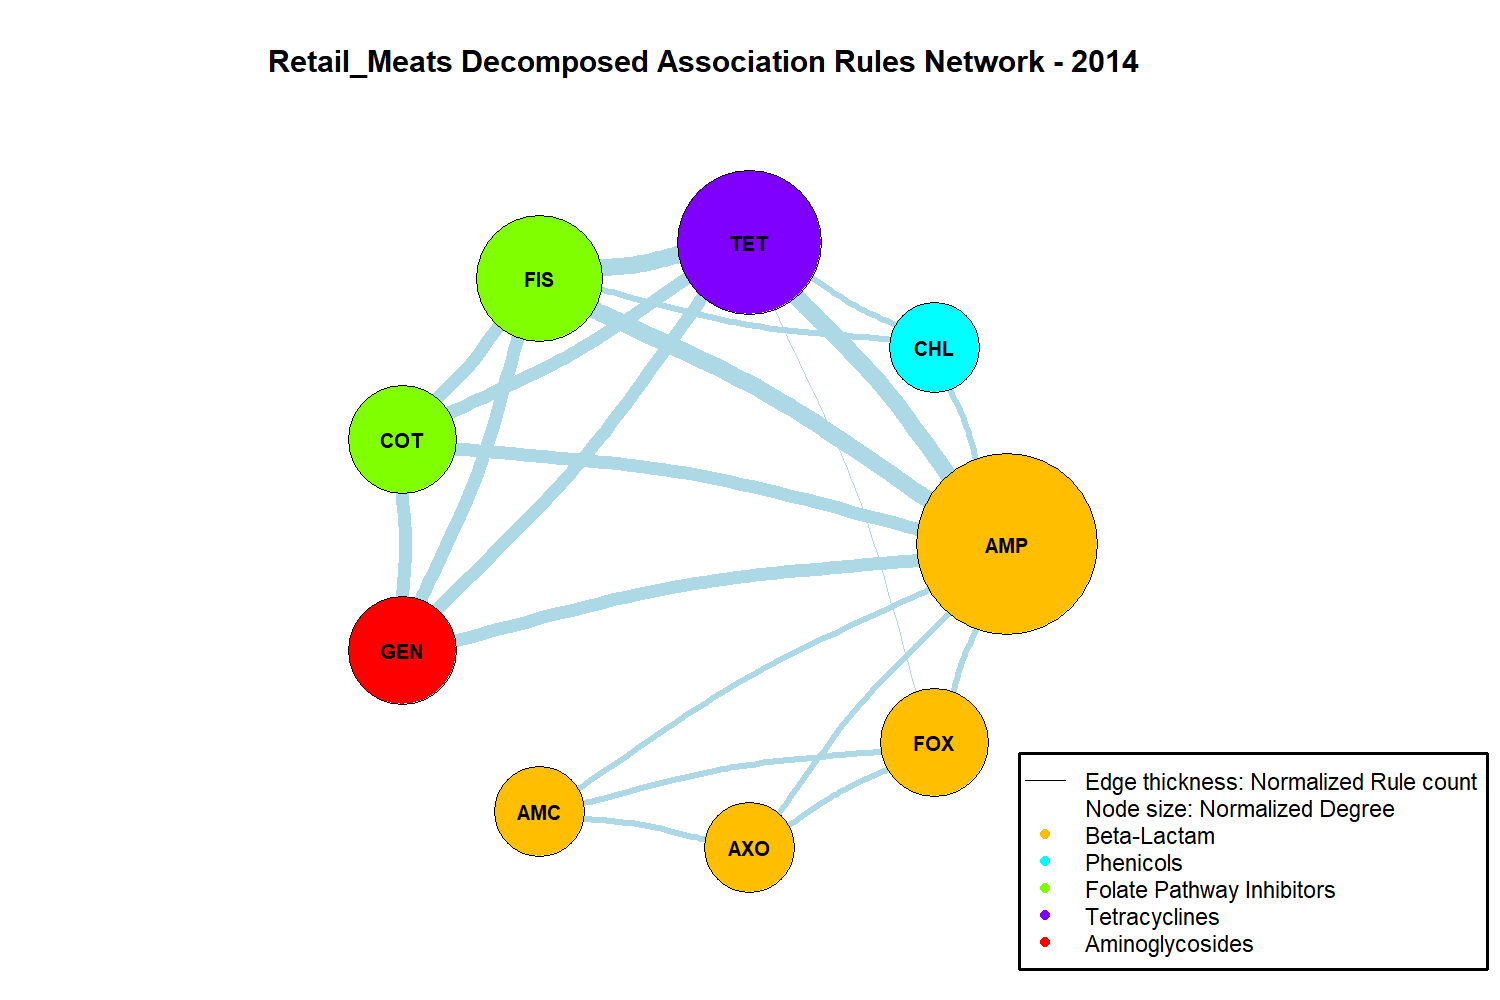 Retail_Meats Decomposed Association Rules Network - 2014
TET
FIS
CHL
COT
AMP
GEN
FOX
AMC
AXO
Edge thickness: Normalized Rule count
Node size: Normalized Degree
Beta-Lactam
Phenicols
Folate Pathway Inhibitors
Tetracyclines
Aminoglycosides